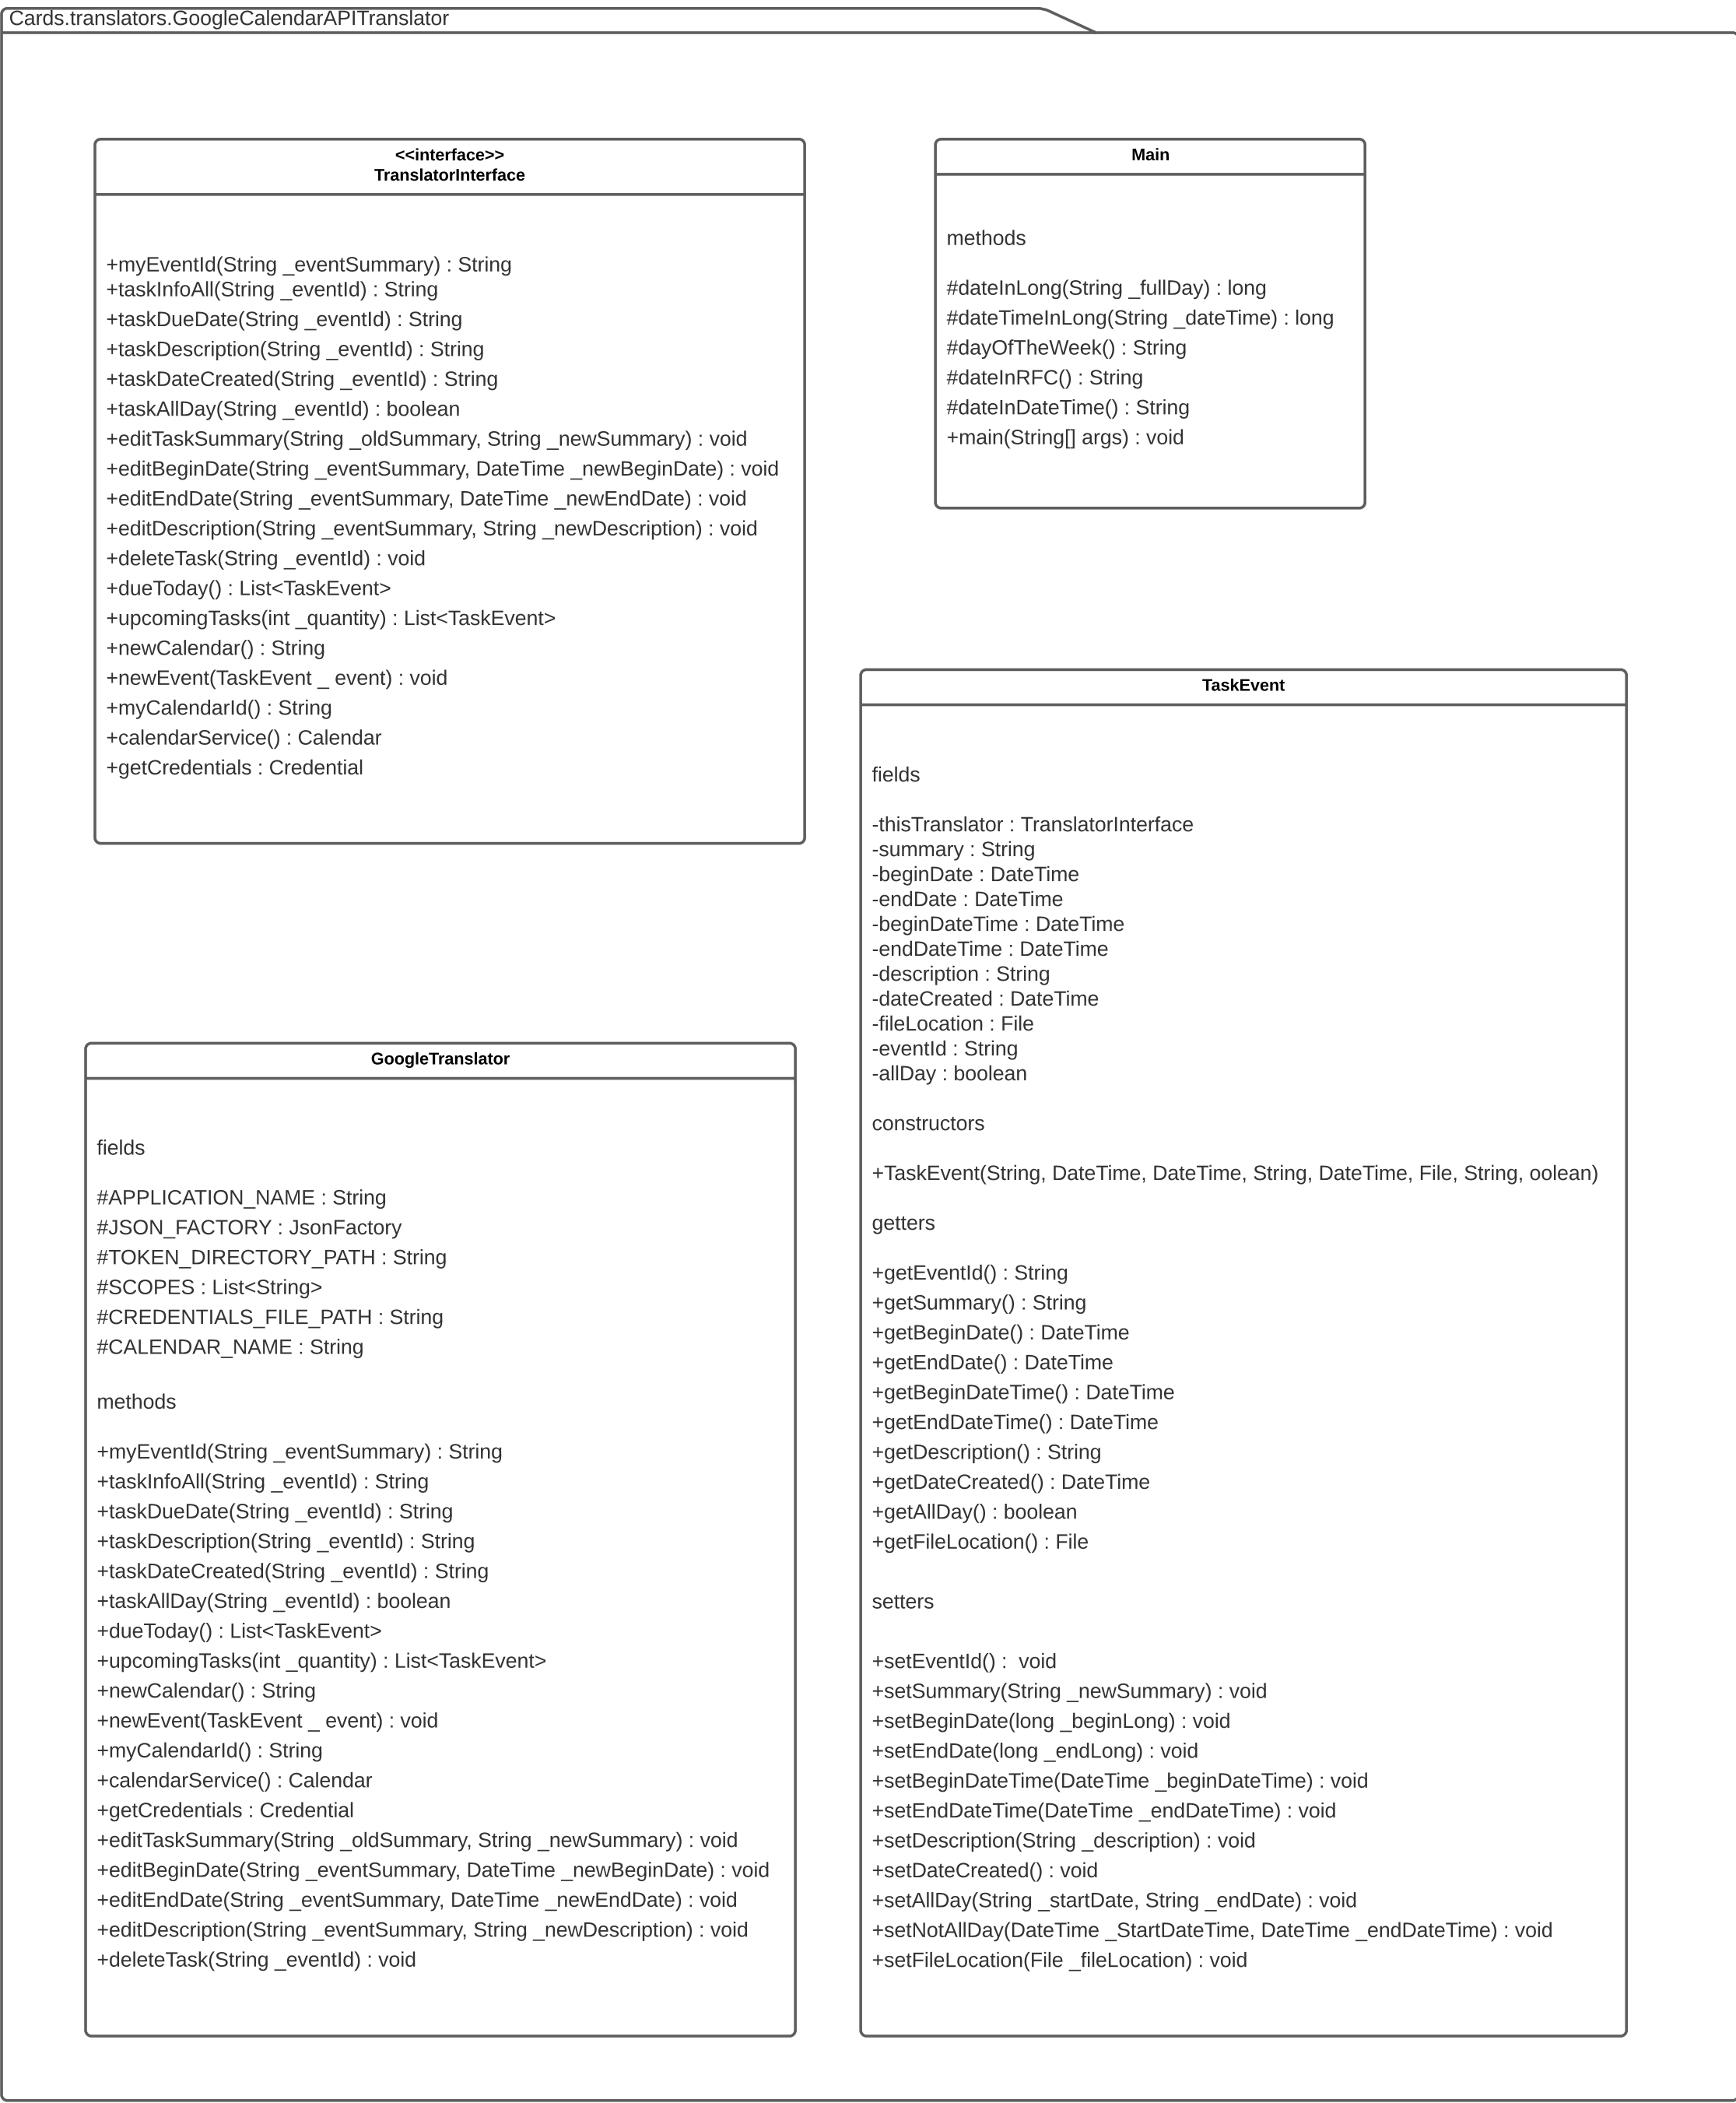 Cards.translators.GoogleCalendarAPITranslator
<<interface>>
TranslatorInterface
+myEventId(String _eventSummary) : String
+taskInfoAll(String _eventId) : String
+taskDueDate(String _eventId) : String
+taskDescription(String _eventId) : String
+taskDateCreated(String _eventId) : String
+taskAllDay(String _eventId) : boolean
+editTaskSummary(String _oldSummary, String _newSummary) : void
+editBeginDate(String _eventSummary, DateTime _newBeginDate) : void
+editEndDate(String _eventSummary, DateTime _newEndDate) : void
+editDescription(String _eventSummary, String _newDescription) : void
+deleteTask(String _eventId) : void
+dueToday() : List<TaskEvent>
+upcomingTasks(int _quantity) : List<TaskEvent>
+newCalendar() : String
+newEvent(TaskEvent _ event) : void
+myCalendarId() : String
+calendarService() : Calendar
+getCredentials : Credential
Main
methods
#dateInLong(String _fullDay) : long
#dateTimeInLong(String _dateTime) : long
#dayOfTheWeek() : String
#dateInRFC() : String
#dateInDateTime() : String
+main(String[] args) : void
GoogleTranslator
fields
#APPLICATION_NAME : String
#JSON_FACTORY : JsonFactory
#TOKEN_DIRECTORY_PATH : String
#SCOPES : List<String>
#CREDENTIALS_FILE_PATH : String
#CALENDAR_NAME : String
methods
+myEventId(String _eventSummary) : String
+taskInfoAll(String _eventId) : String
+taskDueDate(String _eventId) : String
+taskDescription(String _eventId) : String
+taskDateCreated(String _eventId) : String
+taskAllDay(String _eventId) : boolean
+dueToday() : List<TaskEvent>
+upcomingTasks(int _quantity) : List<TaskEvent>
+newCalendar() : String
+newEvent(TaskEvent _ event) : void
+myCalendarId() : String
+calendarService() : Calendar
+getCredentials : Credential
+editTaskSummary(String _oldSummary, String _newSummary) : void
+editBeginDate(String _eventSummary, DateTime _newBeginDate) : void
+editEndDate(String _eventSummary, DateTime _newEndDate) : void
+editDescription(String _eventSummary, String _newDescription) : void
+deleteTask(String _eventId) : void
TaskEvent
fields
-thisTranslator : TranslatorInterface
-summary : String
-beginDate : DateTime
-endDate : DateTime
-beginDateTime : DateTime
-endDateTime : DateTime
-description : String
-dateCreated : DateTime
-fileLocation : File
-eventId : String
-allDay : boolean
constructors
+TaskEvent(String, DateTime, DateTime, String, DateTime, File, String, oolean)
getters
+getEventId() : String
+getSummary() : String
+getBeginDate() : DateTime
+getEndDate() : DateTime
+getBeginDateTime() : DateTime
+getEndDateTime() : DateTime
+getDescription() : String
+getDateCreated() : DateTime
+getAllDay() : boolean
+getFileLocation() : File
setters
+setEventId() :  void
+setSummary(String _newSummary) : void
+setBeginDate(long _beginLong) : void
+setEndDate(long _endLong) : void
+setBeginDateTime(DateTime _beginDateTime) : void
+setEndDateTime(DateTime _endDateTime) : void
+setDescription(String _description) : void
+setDateCreated() : void
+setAllDay(String _startDate, String _endDate) : void
+setNotAllDay(DateTime _StartDateTime, DateTime _endDateTime) : void
+setFileLocation(File _fileLocation) : void